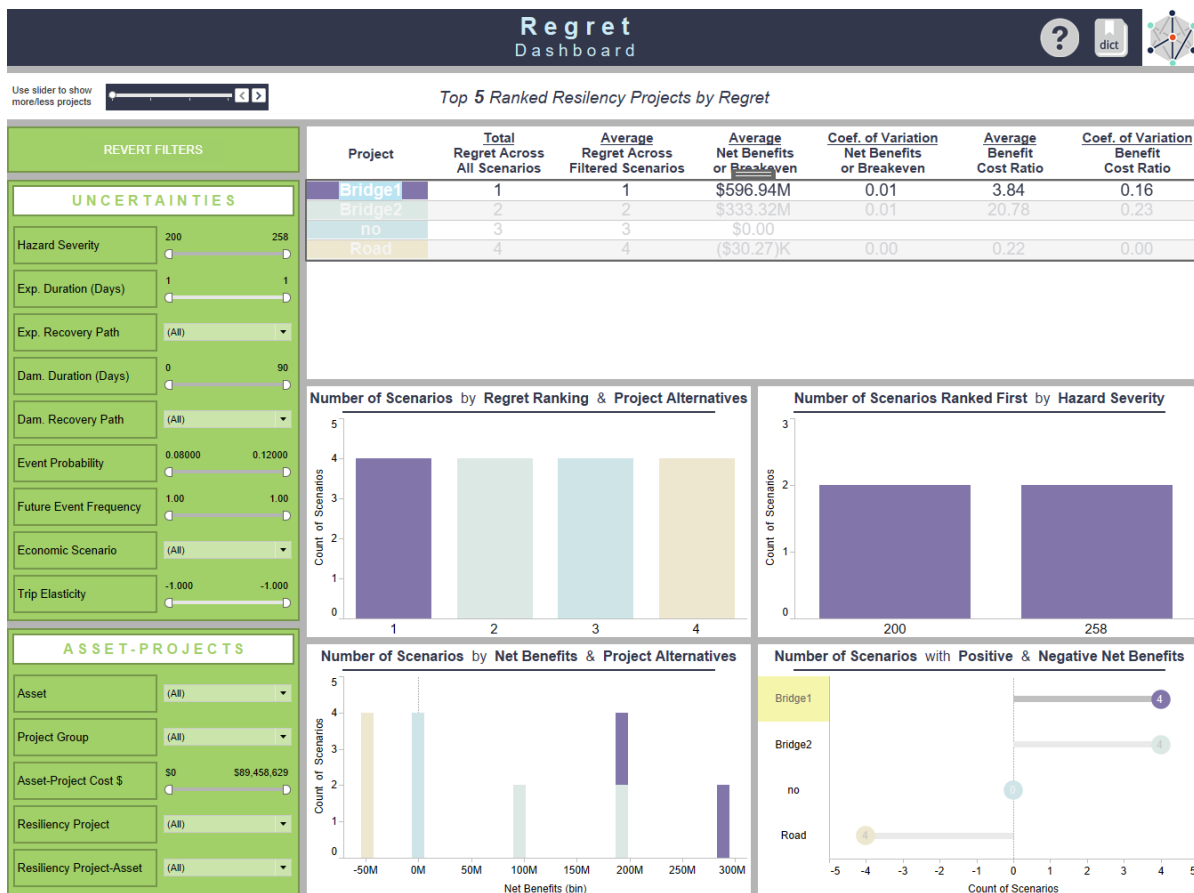 Regret
Dashboard
?
dict
Use slider to show
more/less projects
< >
Top 5 Ranked Resilency Projects by Regret
REVERT FILTERS
UNCERTAINTIES
Hazard Severity 200 258
Exp. Duration (Days) 1 1
Exp. Recovery Path (All)
Dam. Duration (Days) 0 90
Dam. Recovery Path (All)
Event Probability 0.08000 0.12000
Future Event Frequency 1.00 1.00
Economic Scenario (All)
Trip Elasticity -1.000 -1.000
ASSET-PROJECTS
Asset (All)
Project Group (All)
Asset-Project Cost $ $0 $89,458,629
Resiliency Project (All)
Resiliency Project-Asset (All)
Project
Total
Regret Across
All Scenarios
Average
Regret Across
Filtered Scenarios
Average
Net Benefits
or Breakeven
Coef. of Variation
Net Benefits
or Breakeven
Average
Benefit
Cost Ratio
Coef. of Variation
Benefit
Cost Ratio
Bridge1 1 1 $596.94M 0.01 3.84 0.16
Bridge2 2 2 $333.32M 0.01 20.78 0.23
no 3 3 $0.00
Road 4 4 ($30.27)K 0.00 0.22 0.00
Number of Scenarios by Regret Ranking & Project Alternatives
Count of Scenarios
5
4
3
2
1
0
1 2 3 4
Number of Scenarios Ranked First by Hazard Severity
Count of Scenarios
3
2
1
0
200 258
Number of Scenarios by Net Benefits & Project Alternatives
Count of Scenarios
5
4
3
2
1
0
-50M 0M 50M 100M 150M 200M 250M 300M
Net Benefits (bin)
Number of Scenarios with Positive & Negative Net Benefits
Bridge1 4
Bridge2 4
no 0
Road 4
-5 -4 -3 -2 -1 0 1 2 3 4 5
Count of Scenarios